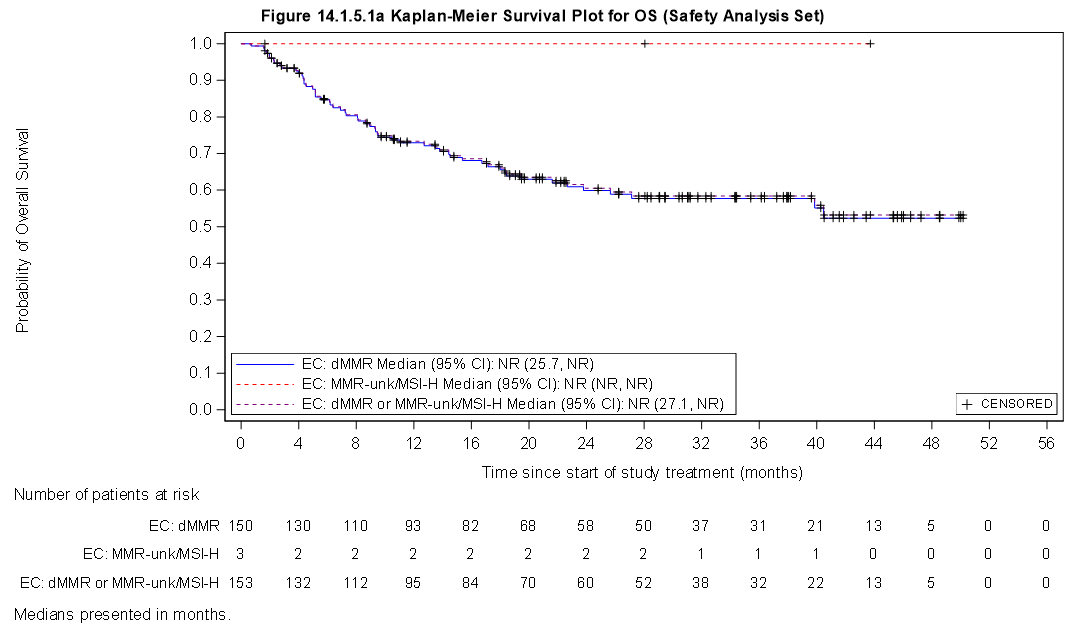 Figure 14.1.5.1a Kaplan-Meier Survival Plot for OS (Safety Analysis Set)
Probability of Overall Survival
1.0
0.9
0.8
0.7
0.6
0.5
0.4
0.3
0.2
0.1
0.0
EC: dMMR Median (95% CI): NR (25.7, NR)
EC: MMR-unk/MSI-H Median (95% CI): NR (NR, NR)
EC: dMMR or MMR-unk/MSI-H Median (95% CI): NR (27.1, NR)
+ CENSORED
0 4 8 12 16 20 24 28 32 36 40 44 48 52 56
Time since start of study treatment (months)
Number of patients at risk
EC: dMMR 150 130 110 93 82 68 58 50 37 31 21 13 5 0 0
EC: MMR-unk/MSI-H 3 2 2 2 2 2 2 2 1 1 1 0 0 0 0
EC: dMMR or MMR-unk/MSI-H 153 132 112 95 84 70 60 52 38 32 22 13 5 0 0
Medians presented in months.